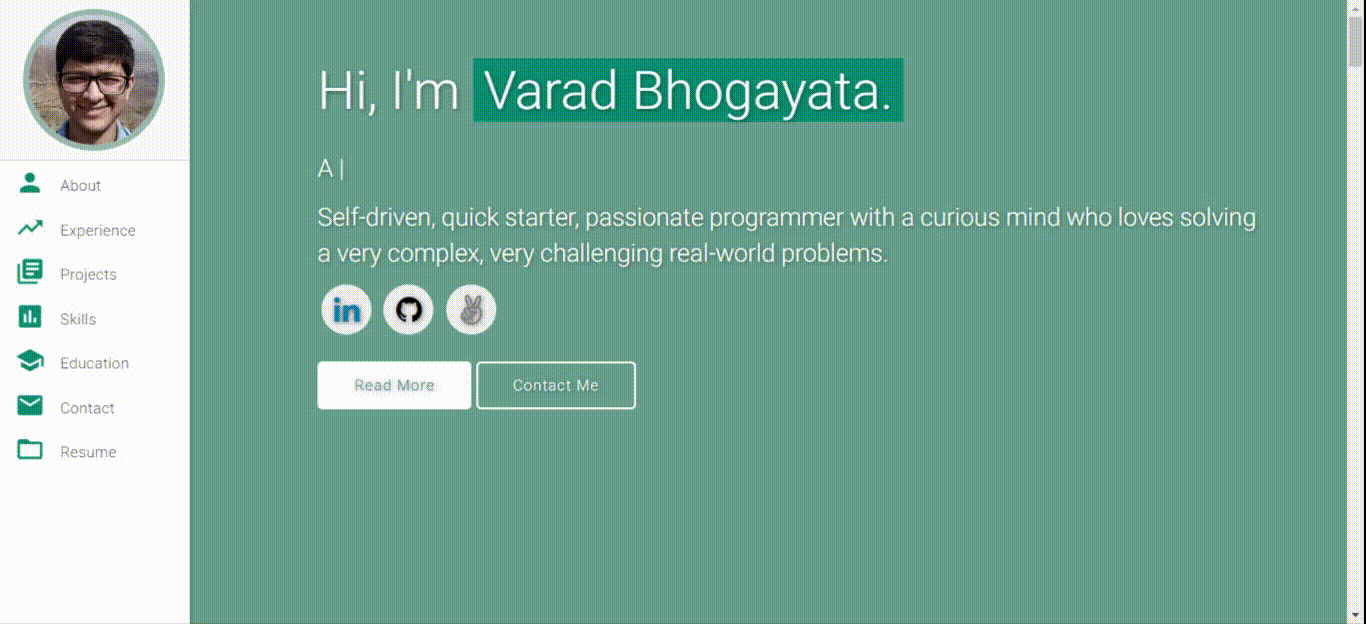 About
Experience
Projects
Skills
Education
Contact
Resume
Hi, I'm Varad Bhogayata.
A |
Self-driven, quick starter, passionate programmer with a curious mind who loves solving
a very complex, very challenging real-world problems.
in
Read More
Contact Me